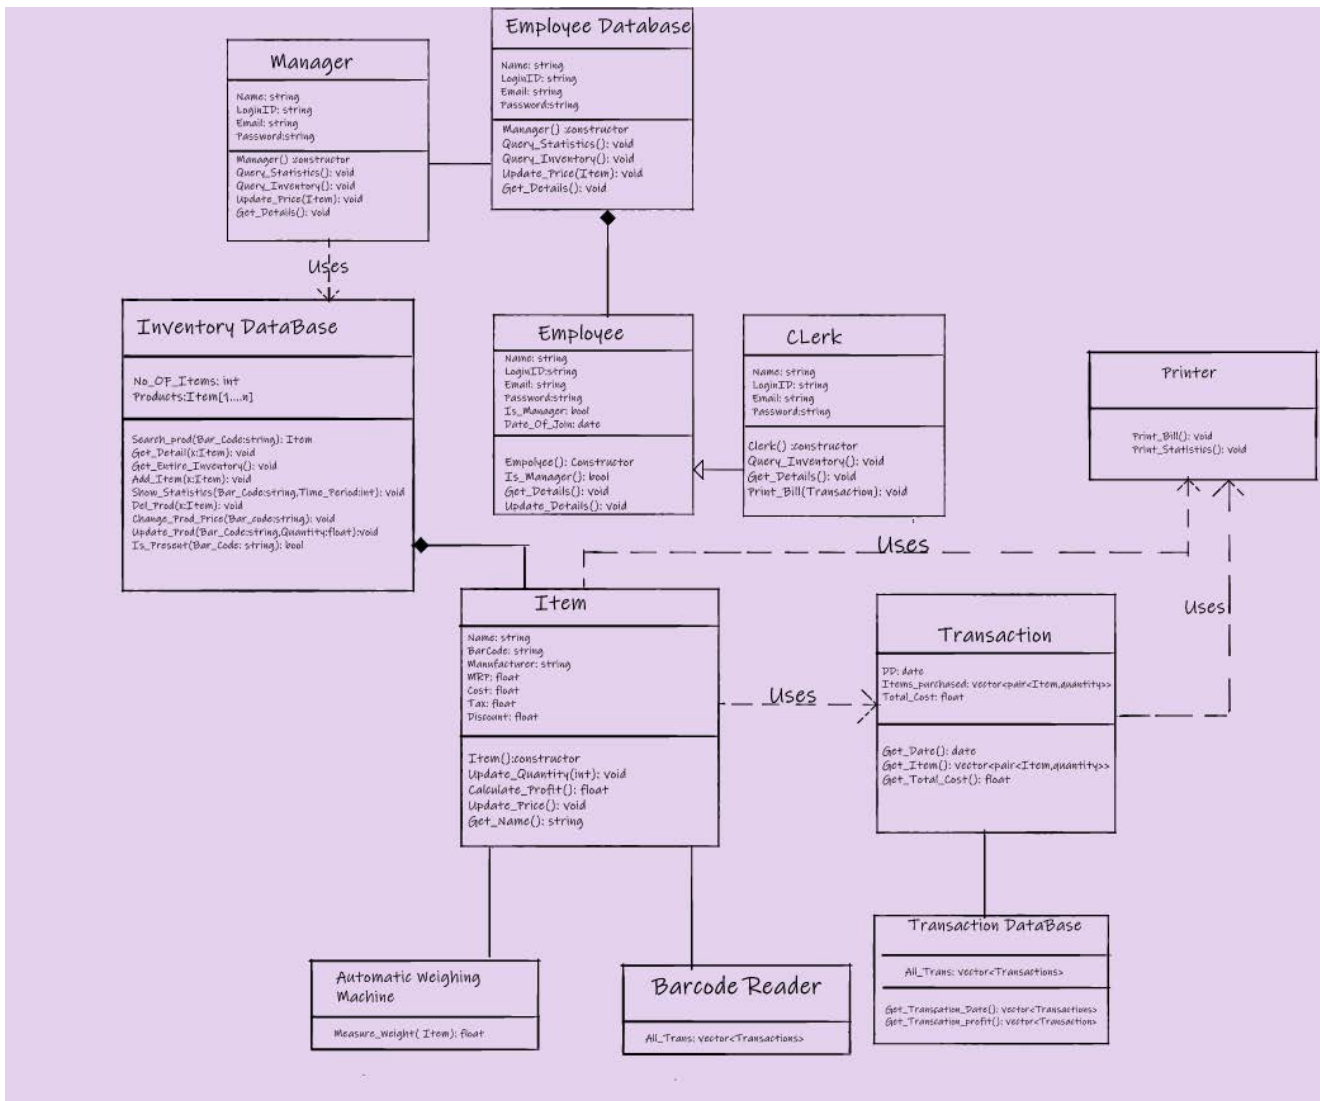 Employee Database
Name: string
LoginID: string
Email: string
Password:string
Manager() :constructor
Query_Statistics(): void
Query_Inventory(): void
Update_Price(Item): void
Get_Details(): void
Manager
Name: string
LoginID: string
Email: string
Password:string
Manager() :constructor
Query_Statistics(): void
Query_Inventory(): void
Update_Price(Item): void
Get_Details(): void
Uses
Inventory DataBase
No_OF_Items: int
Products:Item[1....n]
Search_prod(Bar_Code:string): Item
Get_Detail(x:Item): void
Get_Entire_Inventory(): void
Add_Item(x:Item): void
Show_Statistics(Bar_Code:string,Time_Period:int): void
Del_Prod(x:Item): void
Change_Prod_Price(Bar_code:string): void
Update_Prod(Bar_Code:string,Quantity:float):void
Is_Present(Bar_Code: string): bool
Employee
Name: string
LoginID:string
Email: string
Password:string
Is_Manager: bool
Date_Of_Join: date
Empolyee(): Constructor
Is_Manager(): bool
Get_Details(): void
Update_Details(): void
CLerk
Name: string
LoginID: string
Email: string
Password:string
Clerk() :constructor
Query_Inventory(): void
Get_Details(): void
Print_Bill(Transaction): void
Printer
Print_Bill(): void
Print_Statistics(): void
Uses
Uses
Item
Name: string
BarCode: string
Manufacturer: string
MRP: float
Cost: float
Tax: float
Discount: float
Item():constructor
Update_Quantity(int): void
Calculate_Profit(): float
Update_Price(): void
Get_Name(): string
Uses
Transaction
DD: date
Items_purchased: vector<pair<Item,quantity>>
Total_Cost: float
Get_Date(): date
Get_Item(): vector<pair<Item,quantity>>
Get_Total_Cost(): float
Automatic Weighing
Machine
Measure_weight( Item): float
Barcode Reader
All_Trans: vector<Transactions>
Transaction DataBase
All_Trans: vector<Transactions>
Get_Transcation_Date(): vector<Transactions>
Get_Transcation_profit(): vector<Transaction>